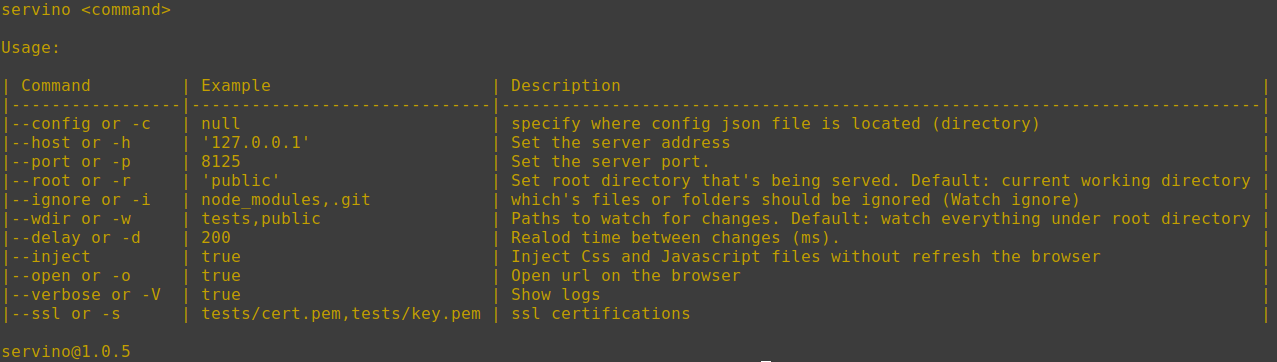 servino <command>
Usage:
| Command         | Example                      | Description                                                                |
|-----------------|------------------------------|----------------------------------------------------------------------------|
|--config or -c   | null                         | specify where config json file is located (directory)                      |
|--host or -h     | '127.0.0.1'                  | Set the server address                                                     |
|--port or -p     | 8125                         | Set the server port.                                                       |
|--root or -r     | 'public'                     | Set root directory that's being served. Default: current working directory |
|--ignore or -i   | node_modules,.git            | which's files or folders should be ignored (Watch ignore)                  |
|--wdir or -w     | tests,public                 | Paths to watch for changes. Default: watch everything under root directory |
|--delay or -d    | 200                          | Realod time between changes (ms).                                          |
|--inject         | true                         | Inject Css and Javascript files without refresh the browser                |
|--open or -o     | true                         | Open url on the browser                                                    |
|--verbose or -V  | true                         | Show logs                                                                  |
|--ssl or -s      | tests/cert.pem,tests/key.pem | ssl certifications                                                         |
servino@1.0.5